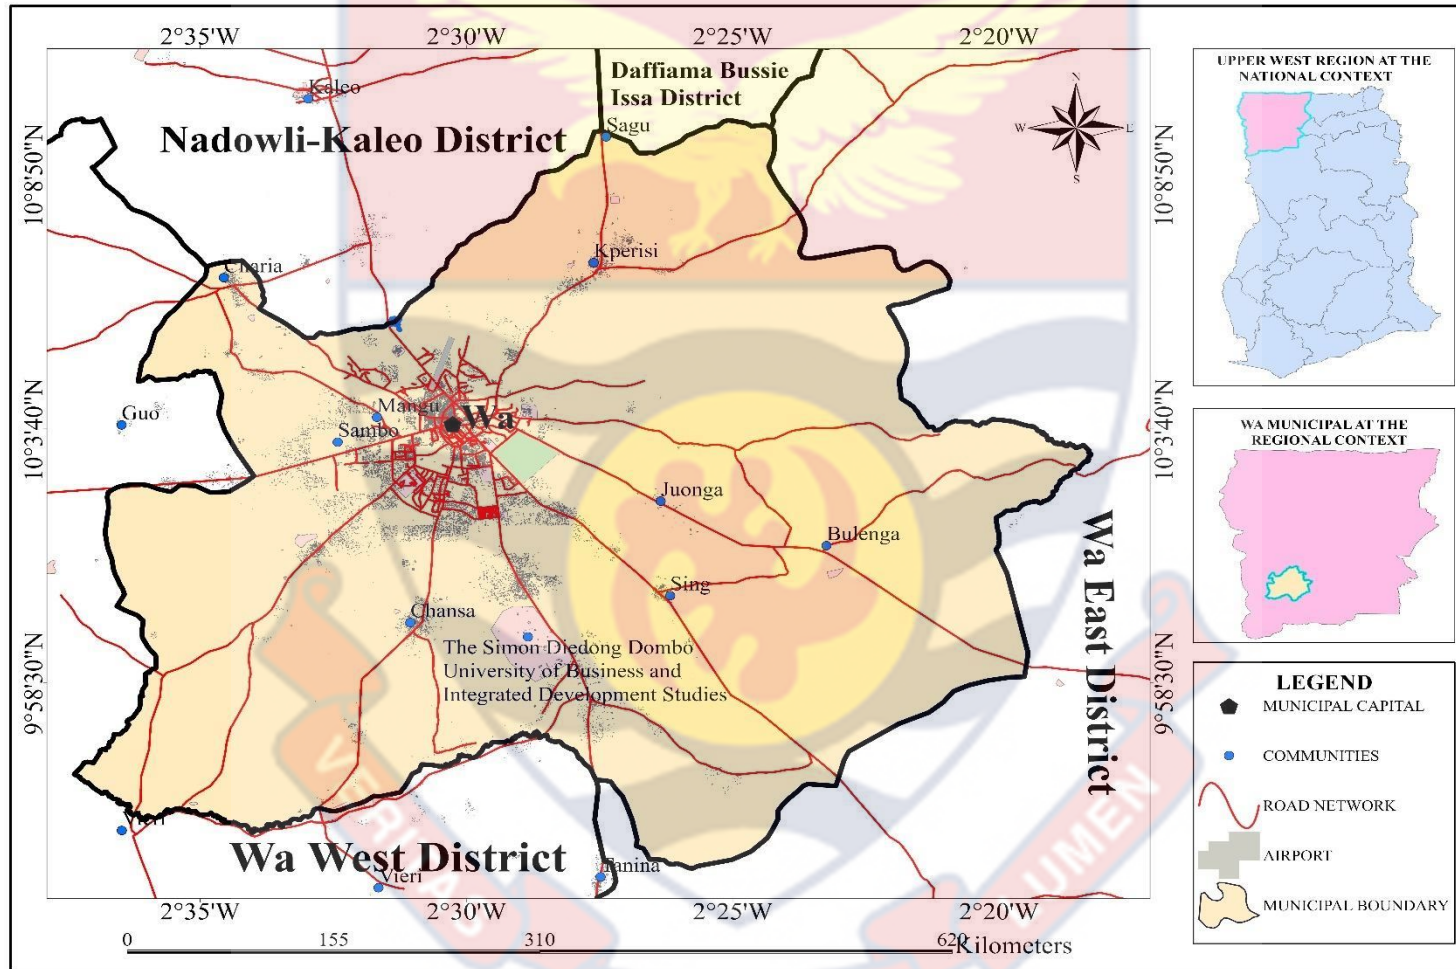 2°35'W 2°30'W 2°25'W 2°20'W
UPPER WEST REGION AT THE
NATIONAL CONTEXT
Daffiama Bussie
Issa District
Kaleo
Sagu
Nadowli-Kaleo District
N
W E
S
10°8'50"N
10°8'50"N
Kperisi
Charia
Guo
Mangu
Wa
Sambo
10°3'40"N
10°3'40"N
WA MUNICIPAL AT THE
REGIONAL CONTEXT
Juonga
Bulenga
Sing
Chansa
The Simon Diedong Dombo
University of Business and
Integrated Development Studies
Wa East District
9°58'30"N
9°58'30"N
VERITAS
LUMEN
Wa West District
Vieri
Tanina
2°35'W 2°30'W 2°25'W 2°20'W
0 155 310 620
Kilometers
LEGEND
MUNICIPAL CAPITAL
COMMUNITIES
ROAD NETWORK
AIRPORT
MUNICIPAL BOUNDARY